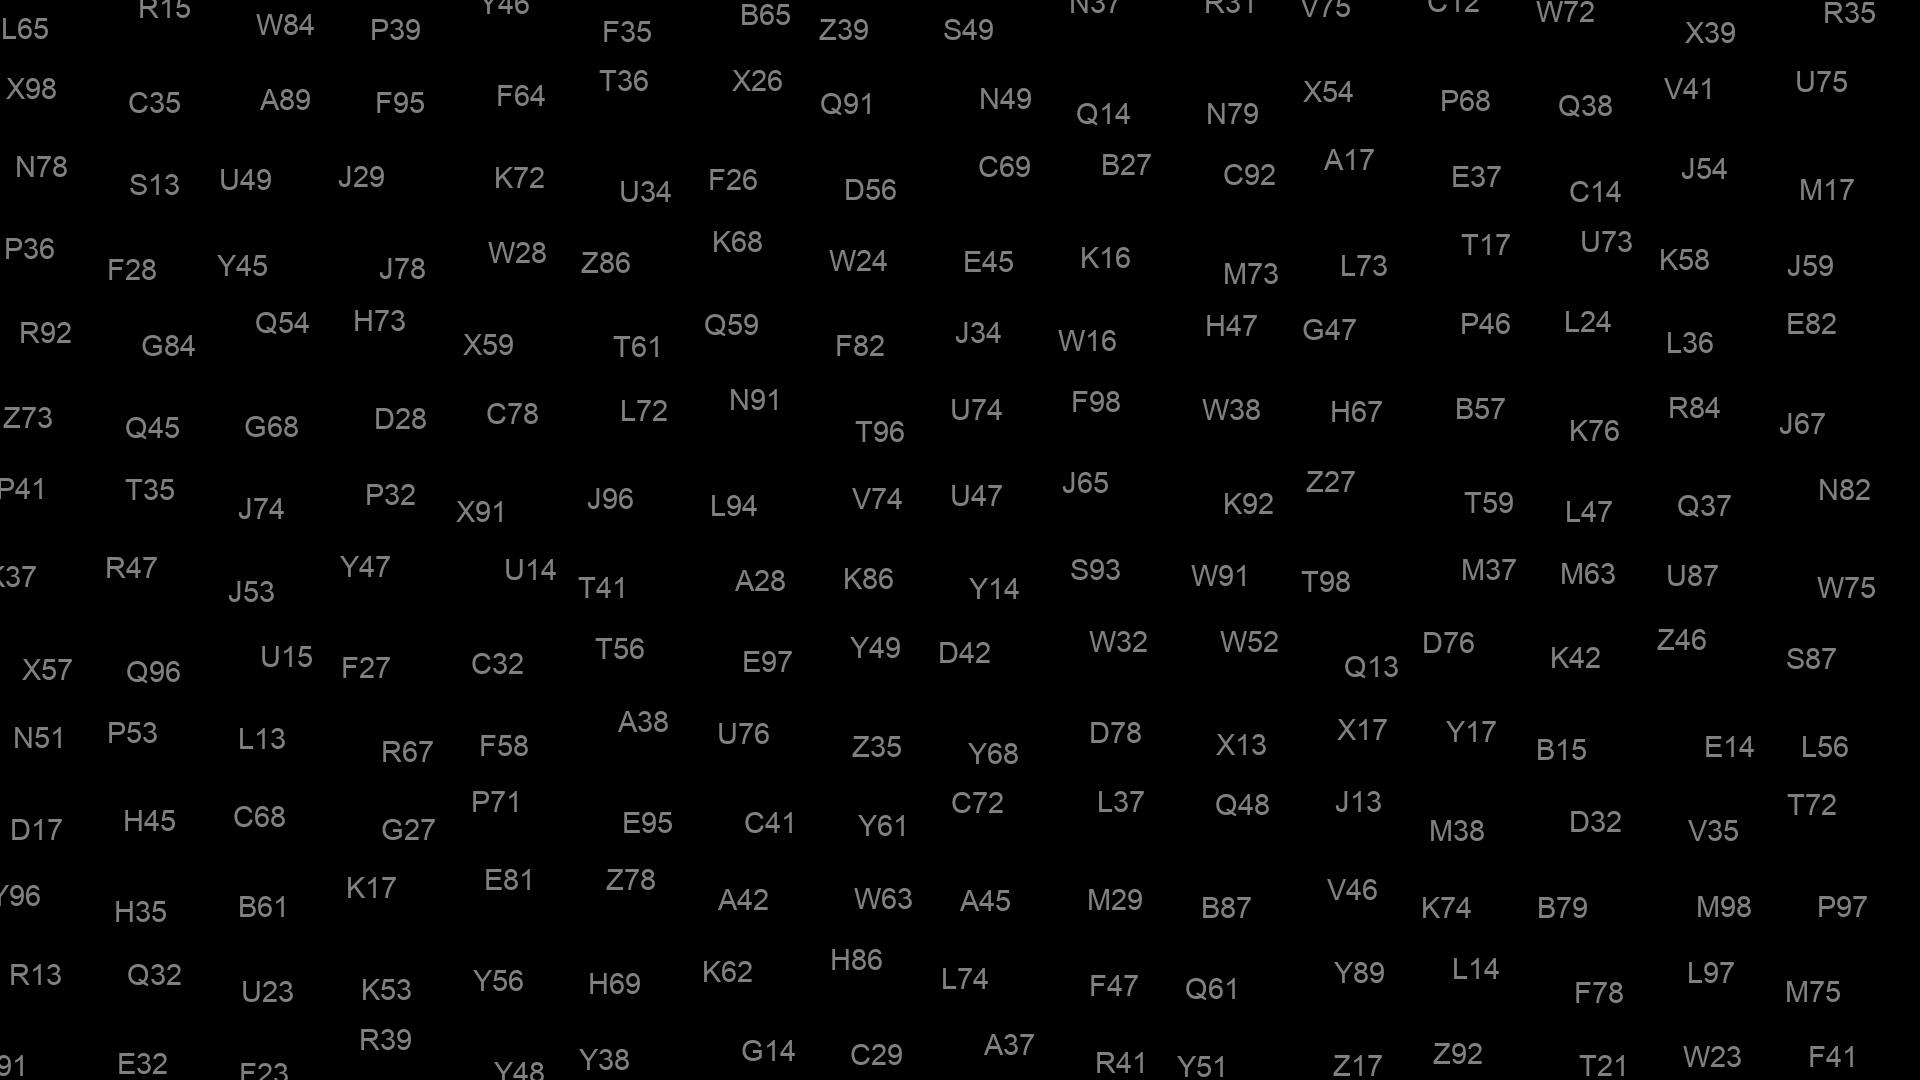 L65 R15 W84 P39 Y46 F35 B65 Z39 S49 N37 R31 V75 C12 W72 X39 R35
X98 C35 A89 F95 F64 T36 X26 Q91 N49 Q14 N79 X54 P68 Q38 V41 U75
N78 S13 U49 J29 K72 U34 F26 D56 C69 B27 C92 A17 E37 C14 J54 M17
P36 F28 Y45 J78 W28 Z86 K68 W24 E45 K16 M73 L73 T17 U73 K58 J59
R92 G84 Q54 H73 X59 T61 Q59 F82 J34 W16 H47 G47 P46 L24 L36 E82
Z73 Q45 G68 D28 C78 L72 N91 T96 U74 F98 W38 H67 B57 K76 R84 J67
P41 T35 J74 P32 X91 J96 L94 V74 U47 J65 K92 Z27 T59 L47 Q37 N82
R47 J53 Y47 U14 T41 A28 K86 Y14 S93 W91 T98 M37 M63 U87 W75
X57 Q96 U15 F27 C32 T56 E97 Y49 D42 W32 W52 Q13 D76 K42 Z46 S87
N51 P53 L13 R67 F58 A38 U76 Z35 Y68 D78 X13 X17 Y17 B15 E14 L56
D17 H45 C68 G27 P71 E95 C41 Y61 C72 L37 Q48 J13 M38 D32 V35 T72
Y96 H35 B61 K17 E81 Z78 A42 W63 A45 M29 B87 V46 K74 B79 M98 P97
R13 Q32 U23 K53 Y56 H69 K62 H86 L74 F47 Q61 Y89 L14 F78 L97 M75
91 E32 R39 Y48 Y38 G14 C29 A37 R41 Y51 Z17 Z92 T21 W23 F41